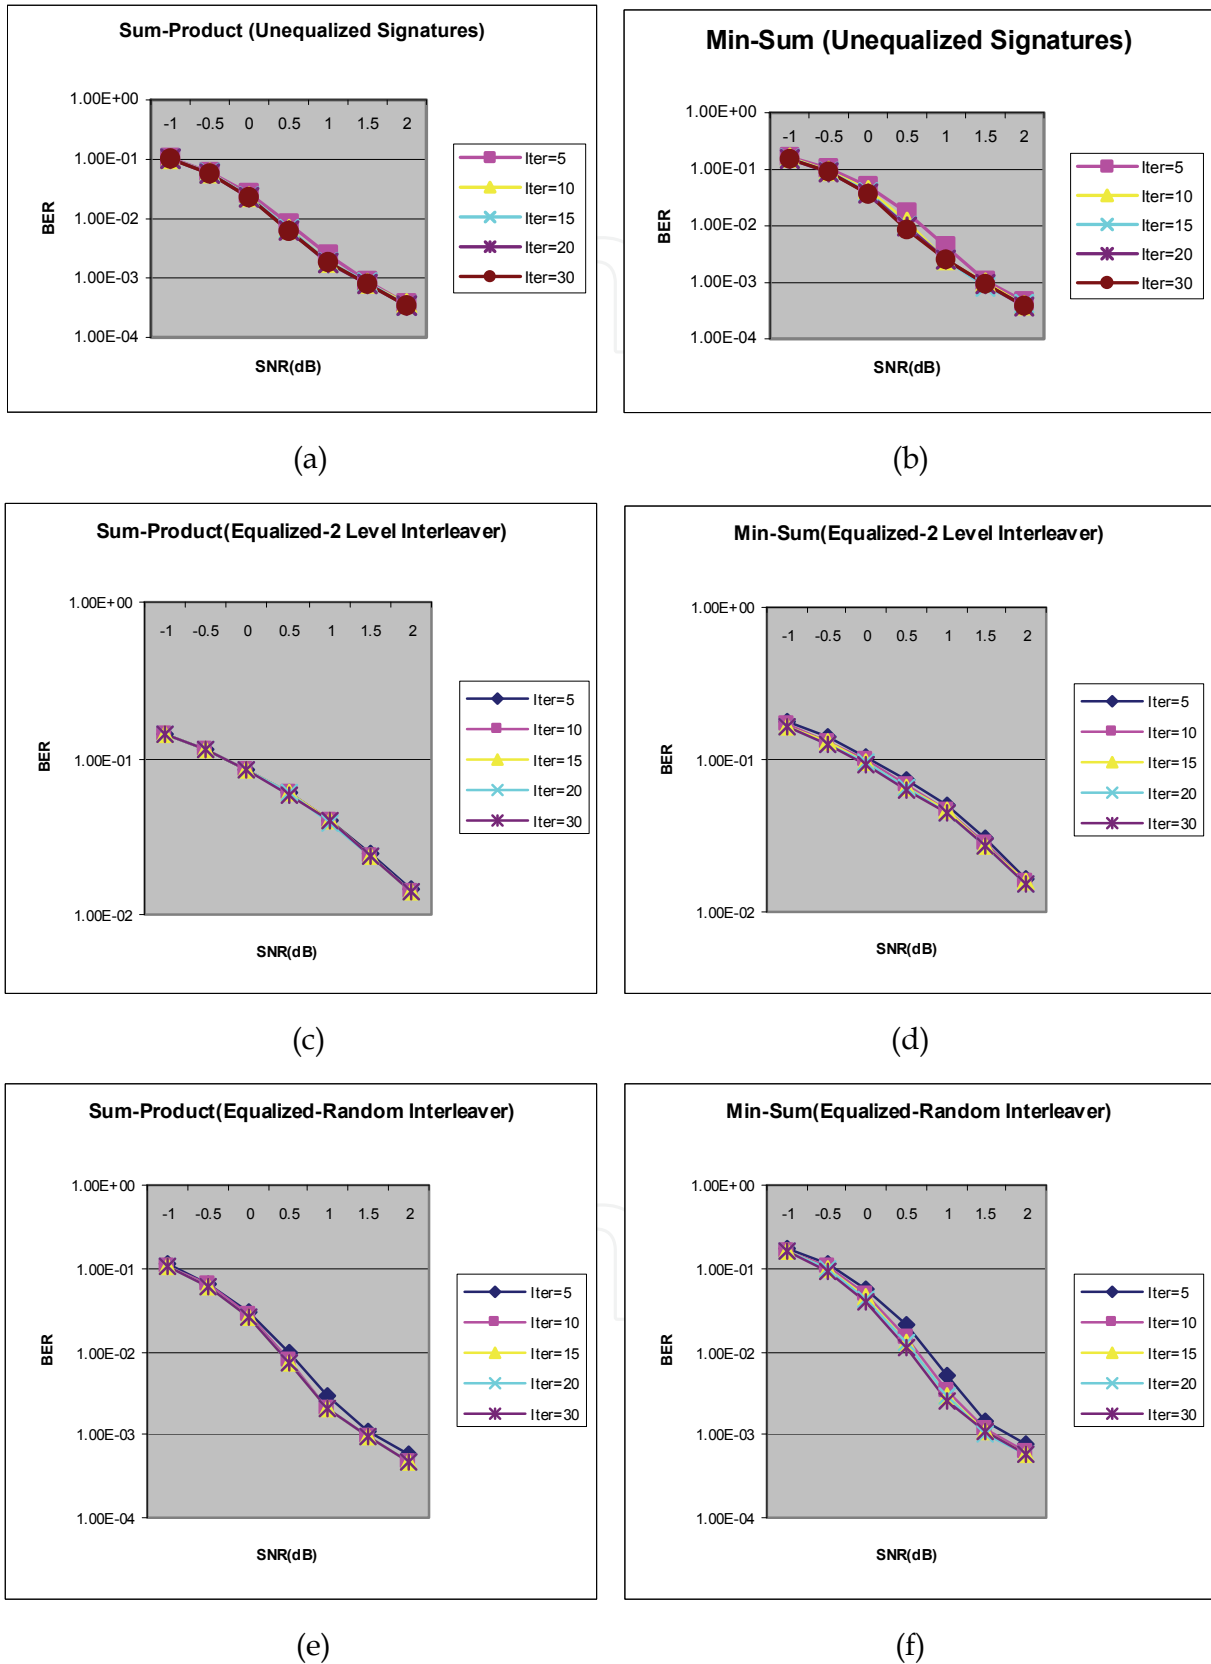 Sum-Product (Unequalized Signatures)
1.00E+00
-1 -0.5 0 0.5 1 1.5 2
1.00E-01
1.00E-02
1.00E-03
1.00E-04
BER
SNR(dB)
Iter=5
Iter=10
Iter=15
Iter=20
Iter=30
(a)
Min-Sum (Unequalized Signatures)
1.00E+00
-1 -0.5 0 0.5 1 1.5 2
1.00E-01
1.00E-02
1.00E-03
1.00E-04
BER
SNR(dB)
Iter=5
Iter=10
Iter=15
Iter=20
Iter=30
(b)
Sum-Product(Equalized-2 Level Interleaver)
1.00E+00
-1 -0.5 0 0.5 1 1.5 2
1.00E-01
1.00E-02
BER
SNR(dB)
Iter=5
Iter=10
Iter=15
Iter=20
Iter=30
(c)
Min-Sum(Equalized-2 Level Interleaver)
1.00E+00
-1 -0.5 0 0.5 1 1.5 2
1.00E-01
1.00E-02
BER
SNR(dB)
Iter=5
Iter=10
Iter=15
Iter=20
Iter=30
(d)
Sum-Product(Equalized-Random Interleaver)
1.00E+00
-1 -0.5 0 0.5 1 1.5 2
1.00E-01
1.00E-02
1.00E-03
1.00E-04
BER
SNR(dB)
Iter=5
Iter=10
Iter=15
Iter=20
Iter=30
(e)
Min-Sum(Equalized-Random Interleaver)
1.00E+00
-1 -0.5 0 0.5 1 1.5 2
1.00E-01
1.00E-02
1.00E-03
1.00E-04
BER
SNR(dB)
Iter=5
Iter=10
Iter=15
Iter=20
Iter=30
(f)